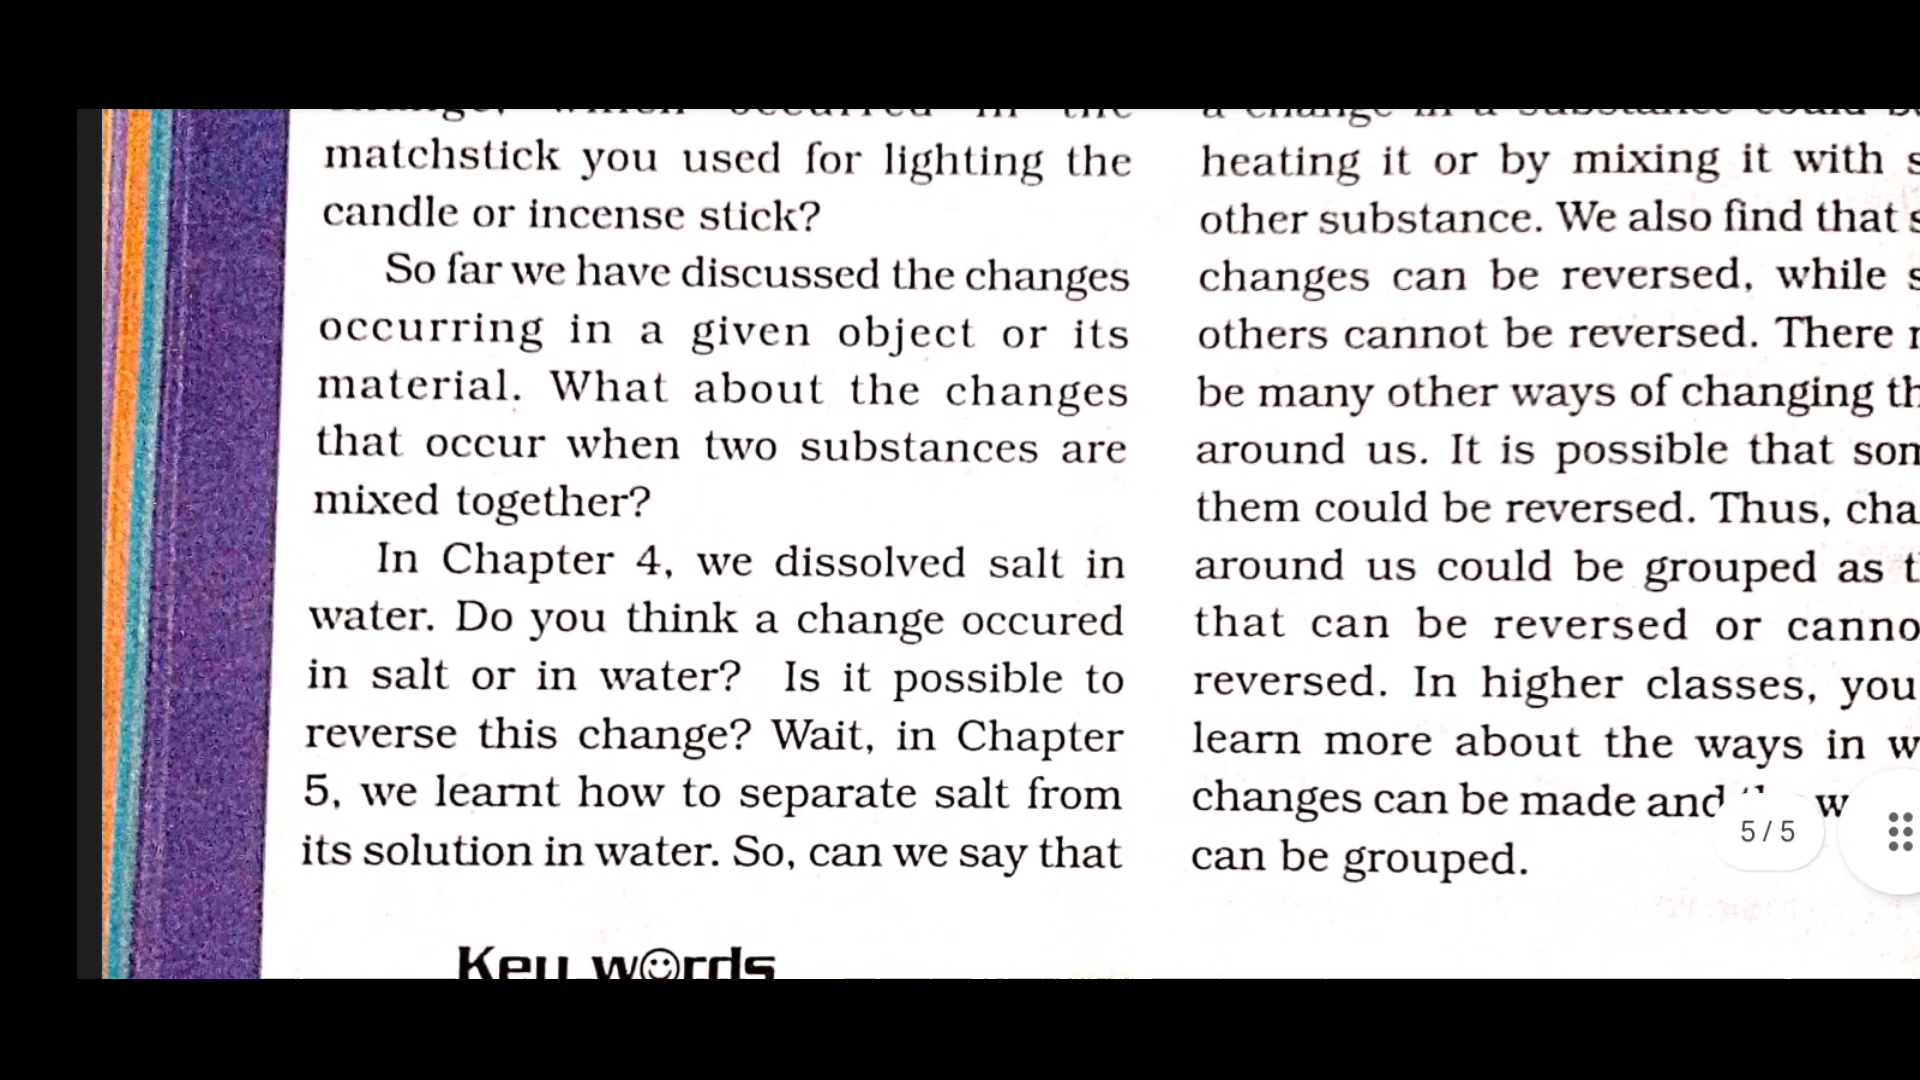 matchstick you used for lighting the
candle or incense stick?
So far we have discussed the changes
occurring in a given object or its
material. What about the changes
that occur when two substances are
mixed together?
In Chapter 4, we dissolved salt in
water. Do you think a change occured
in salt or in water? Is it possible to
reverse this change? Wait, in Chapter
5, we learnt how to separate salt from
its solution in water. So, can we say that
Key words
a change in a substance could
heating it or by mixing it with
other substance. We also find that
changes can be reversed, while
others cannot be reversed. There
be many other ways of changing
around us. It is possible that
them could be reversed. Thus,
around us could be grouped as
that can be reversed or
reversed. In higher classes, you
learn more about the ways in
changes can be made and
can be grouped.
5 / 5